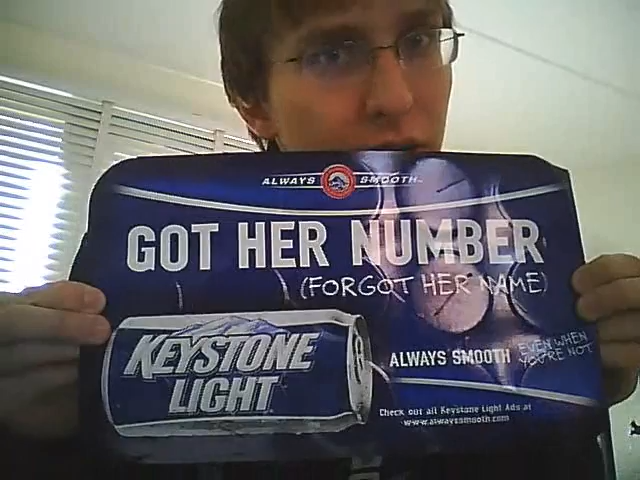 ALWAYS SMOOTH
GOT HER NUMBER
(FORGOT HER NAME)
KEYSTONE
LIGHT
ALWAYS SMOOTH EVEN WHEN
YOU'RE NOT
Check out all Keystone Light Ads at
www.alwayssmooth.com